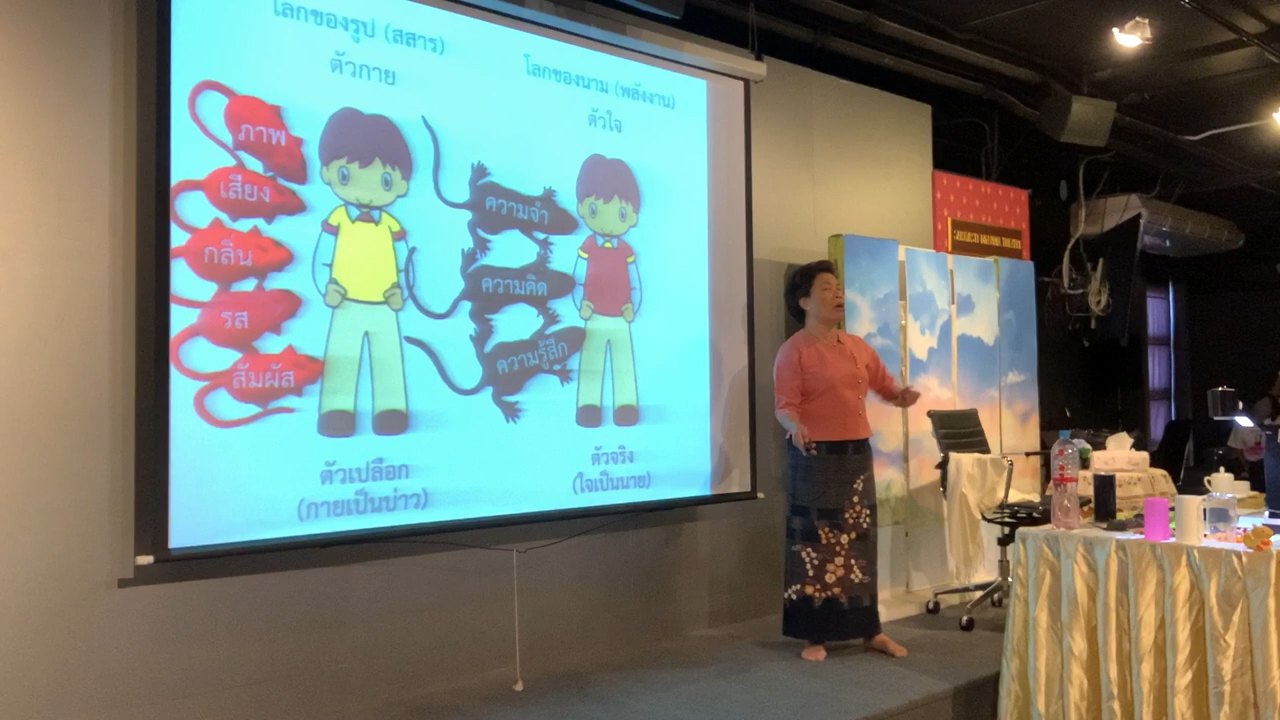 โลกของรูป (สสาร)
ตัวกาย
ภาพ
เสียง
กลิ่น
รส
สัมผัส
ตัวเปลือก
(กายเป็นบ่าว)
โลกของนาม (พลังงาน)
ตัวใจ
ความจำ
ความคิด
ความรู้สึก
ตัวจริง
(ใจเป็นนาย)